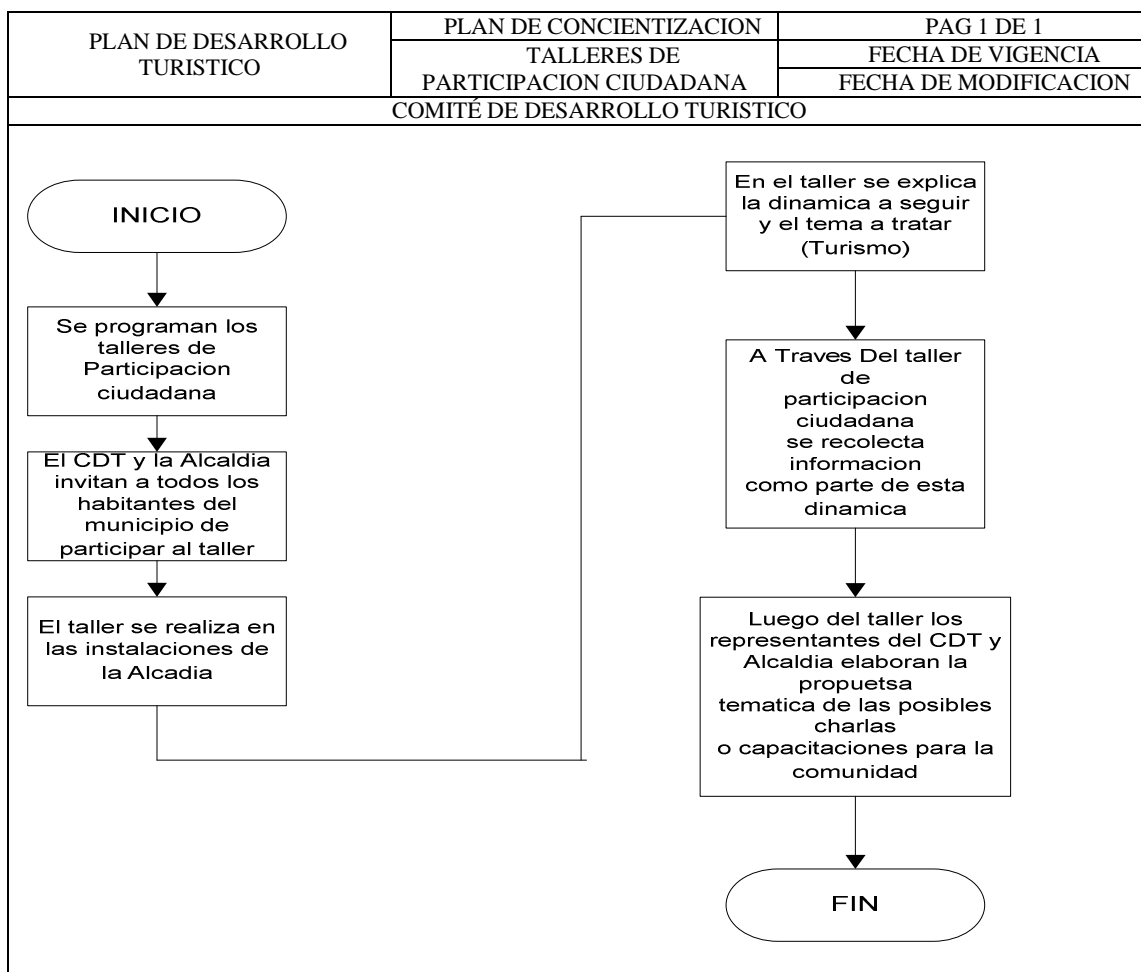 PLAN DE DESARROLLO
TURISTICO
PLAN DE CONCIENTIZACION
TALLERES DE
PARTICIPACION CIUDADANA
PAG 1 DE 1
FECHA DE VIGENCIA
FECHA DE MODIFICACION
COMITÉ DE DESARROLLO TURISTICO
INICIO
Se programan los
talleres de
Participacion
ciudadana
El CDT y la Alcaldia
invitan a todos los
habitantes del
municipio de
participar al taller
El taller se realiza en
las instalaciones de
la Alcadia
En el taller se explica
la dinamica a seguir
y el tema a tratar
(Turismo)
A Traves Del taller
de
participacion
ciudadana
se recolecta
informacion
como parte de esta
dinamica
Luego del taller los
representantes del CDT y
Alcaldia elaboran la
propuetsa
tematica de las posibles
charlas
o capacitaciones para la
comunidad
FIN